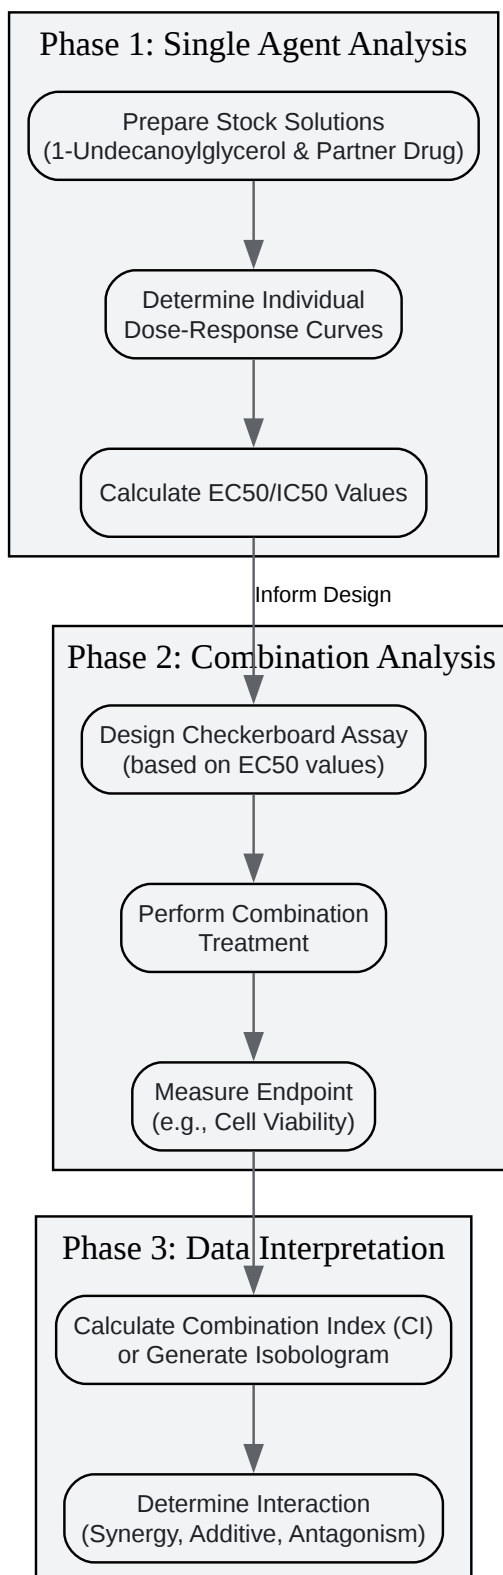 Phase 1: Single Agent Analysis
Prepare Stock Solutions
(1-Undecanoylglycerol & Partner Drug)
Determine Individual
Dose-Response Curves
Calculate EC50/IC50 Values
Inform Design
Phase 2: Combination Analysis
Design Checkerboard Assay
(based on EC50 values)
Perform Combination
Treatment
Measure Endpoint
(e.g., Cell Viability)
Phase 3: Data Interpretation
Calculate Combination Index (CI)
or Generate Isobologram
Determine Interaction
(Synergy, Additive, Antagonism)